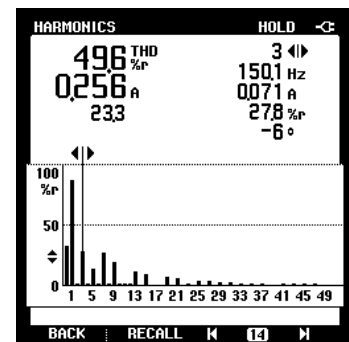 HARMONICS HOLD
49,6 THD %r
0,256 A
23,3
3
150,1 Hz
0,071 A
27,8 %r
-6 °
100
%r
50
0
1 5 9 13 17 21 25 29 33 37 41 45 49
BACK RECALL 14